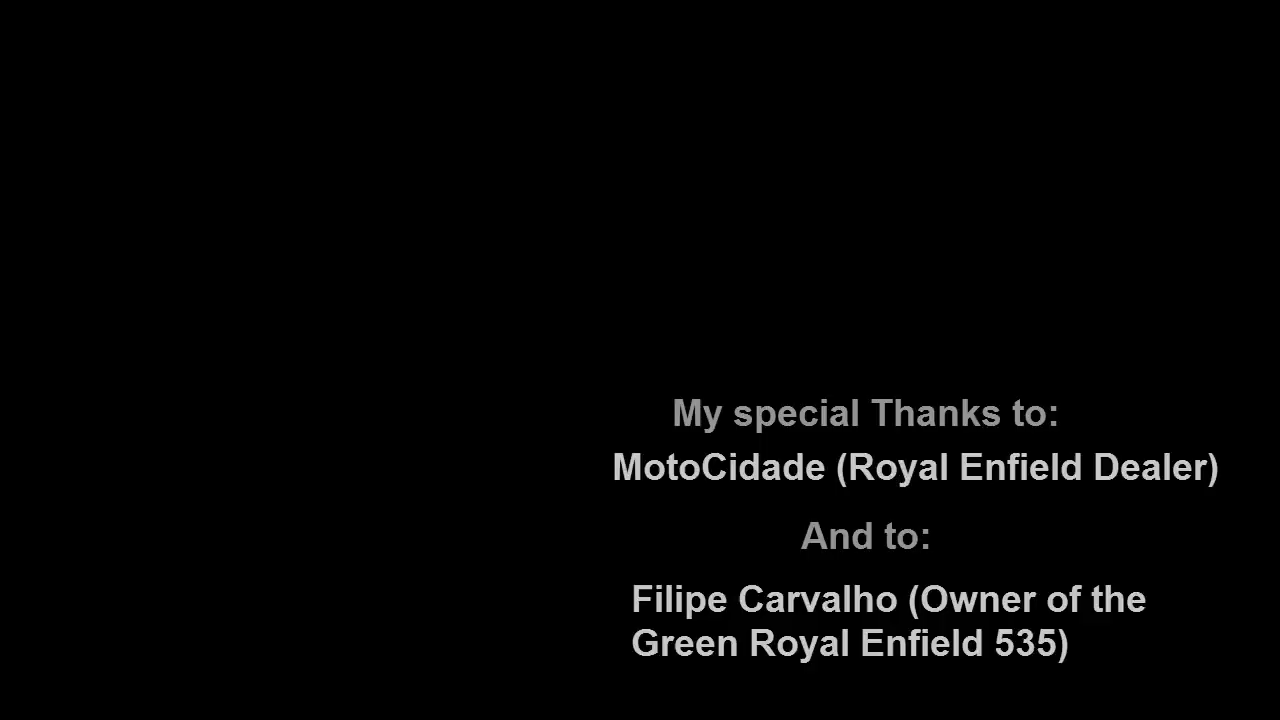 My special Thanks to:
MotoCidade (Royal Enfield Dealer)
And to:
Filipe Carvalho (Owner of the
Green Royal Enfield 535)